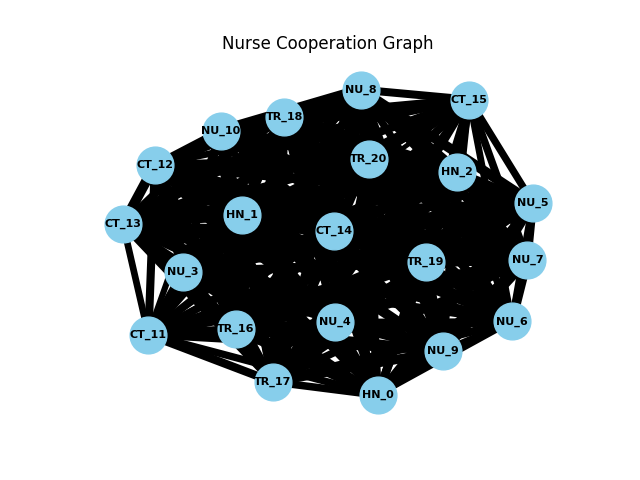 Nurse Cooperation Graph
NU_8
CT_15
TR_18
NU_10
TR_20
CT_12
HN_2
NU_5
HN_1
CT_13
CT_14
NU_7
TR_19
NU_3
NU_6
NU_4
TR_16
CT_11
NU_9
TR_17
HN_0